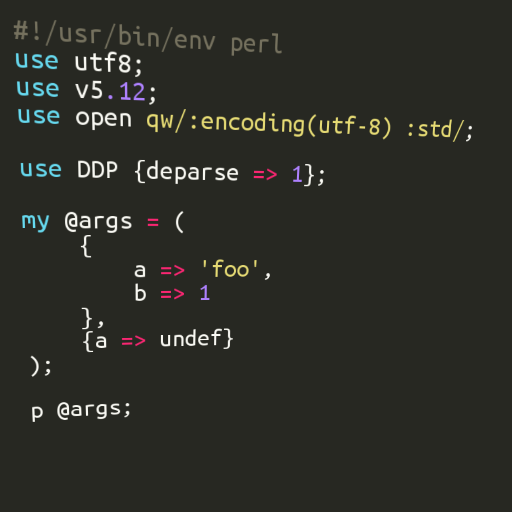 #!/usr/bin/env perl
use utf8;
use v5.12;
use open qw/:encoding(utf-8) :std/;
use DDP {deparse => 1};
my @args = (
{
a => 'foo',
b => 1
},
{a => undef}
);
p @args;